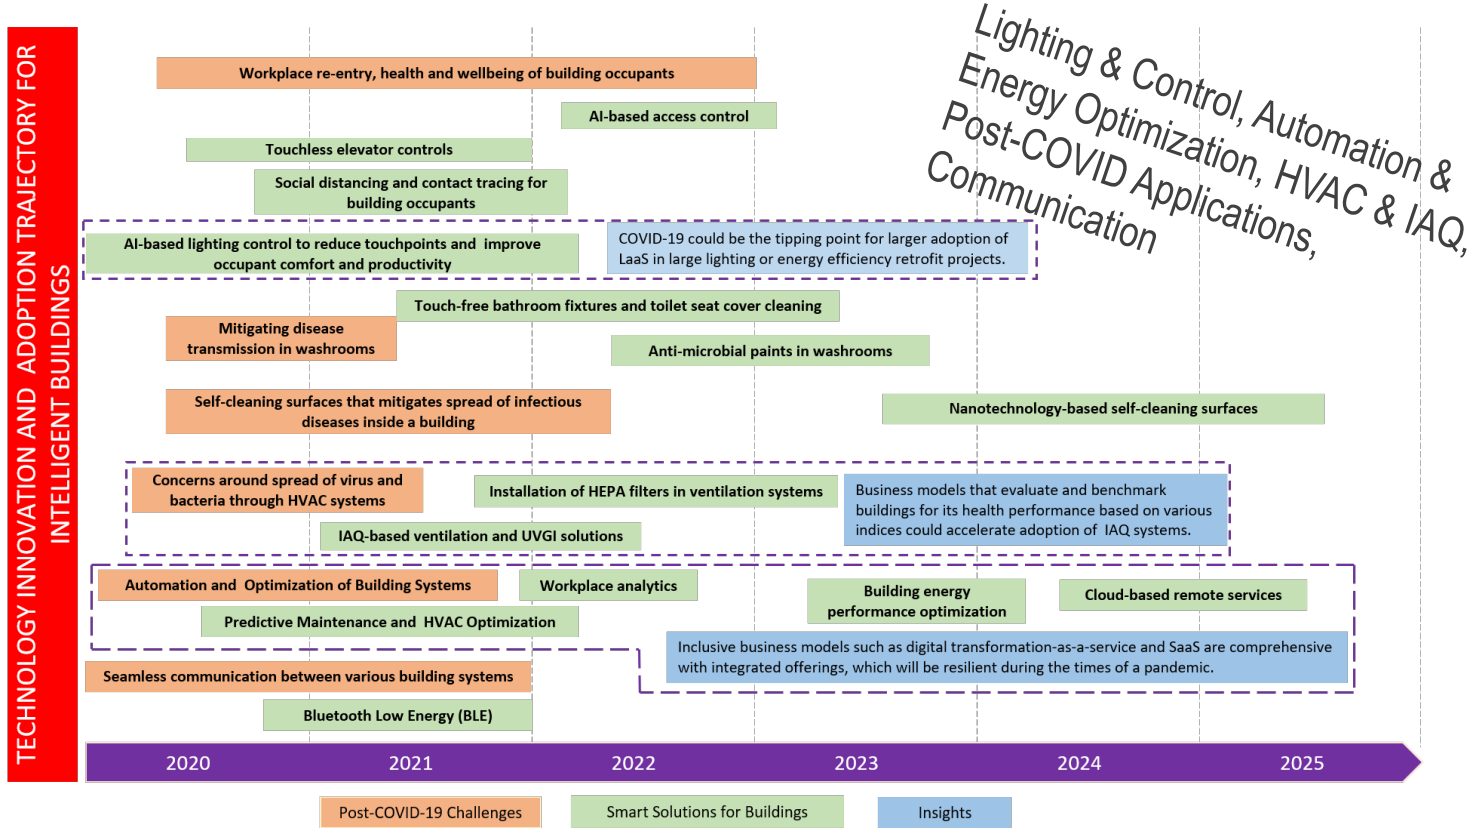 TECHNOLOGY INNOVATION AND ADOPTION TRAJECTORY FOR
INTELLIGENT BUILDINGS
Lighting & Control, Automation &
Energy Optimization, HVAC & IAQ,
Post-COVID Applications,
Communication
Workplace re-entry, health and wellbeing of building occupants
AI-based access control
Touchless elevator controls
Social distancing and contact tracing for
building occupants
AI-based lighting control to reduce touchpoints and improve
occupant comfort and productivity
COVID-19 could be the tipping point for larger adoption of
LaaS in large lighting or energy efficiency retrofit projects.
Touch-free bathroom fixtures and toilet seat cover cleaning
Mitigating disease
transmission in washrooms
Anti-microbial paints in washrooms
Self-cleaning surfaces that mitigates spread of infectious
diseases inside a building
Nanotechnology-based self-cleaning surfaces
Concerns around spread of virus and
bacteria through HVAC systems
Installation of HEPA filters in ventilation systems
Business models that evaluate and benchmark
buildings for its health performance based on various
indices could accelerate adoption of IAQ systems.
IAQ-based ventilation and UVGI solutions
Automation and Optimization of Building Systems
Workplace analytics
Building energy
performance optimization
Cloud-based remote services
Predictive Maintenance and HVAC Optimization
Inclusive business models such as digital transformation-as-a-service and SaaS are comprehensive
with integrated offerings, which will be resilient during the times of a pandemic.
Seamless communication between various building systems
Bluetooth Low Energy (BLE)
2020
2021
2022
2023
2024
2025
Post-COVID-19 Challenges
Smart Solutions for Buildings
Insights